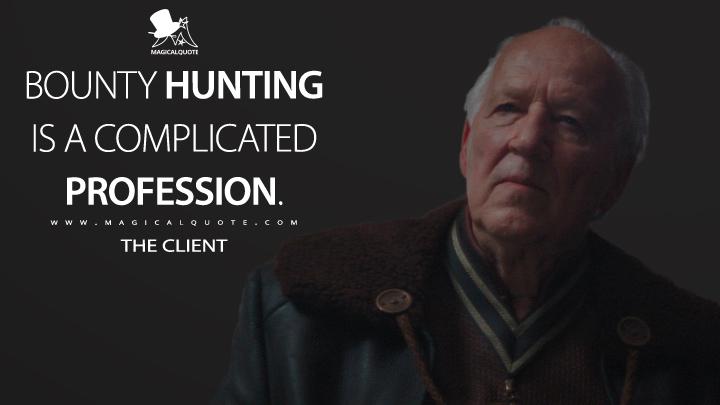 MAGICALQUOTE
BOUNTY HUNTING
IS A COMPLICATED
PROFESSION.
WWW.MAGICALQUOTE.COM
THE CLIENT